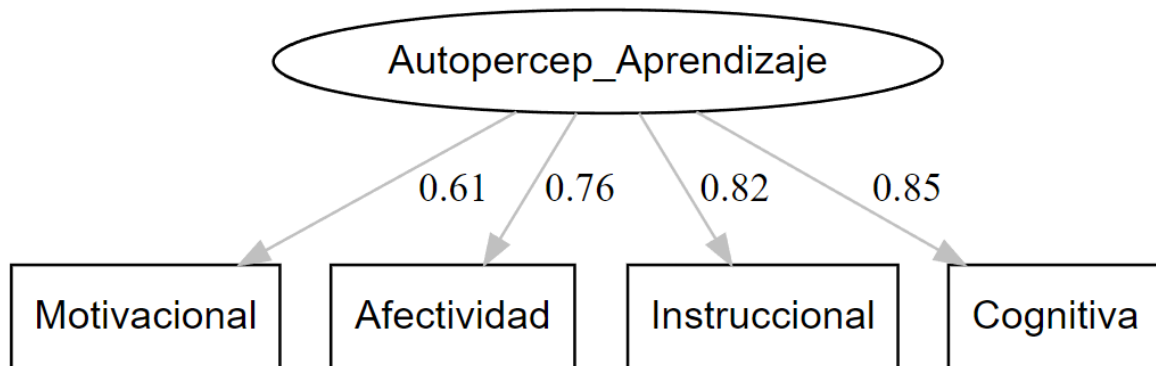 Autopercep_Aprendizaje
0.61 0.76 0.82 0.85
Motivacional Afectividad Instruccional Cognitiva